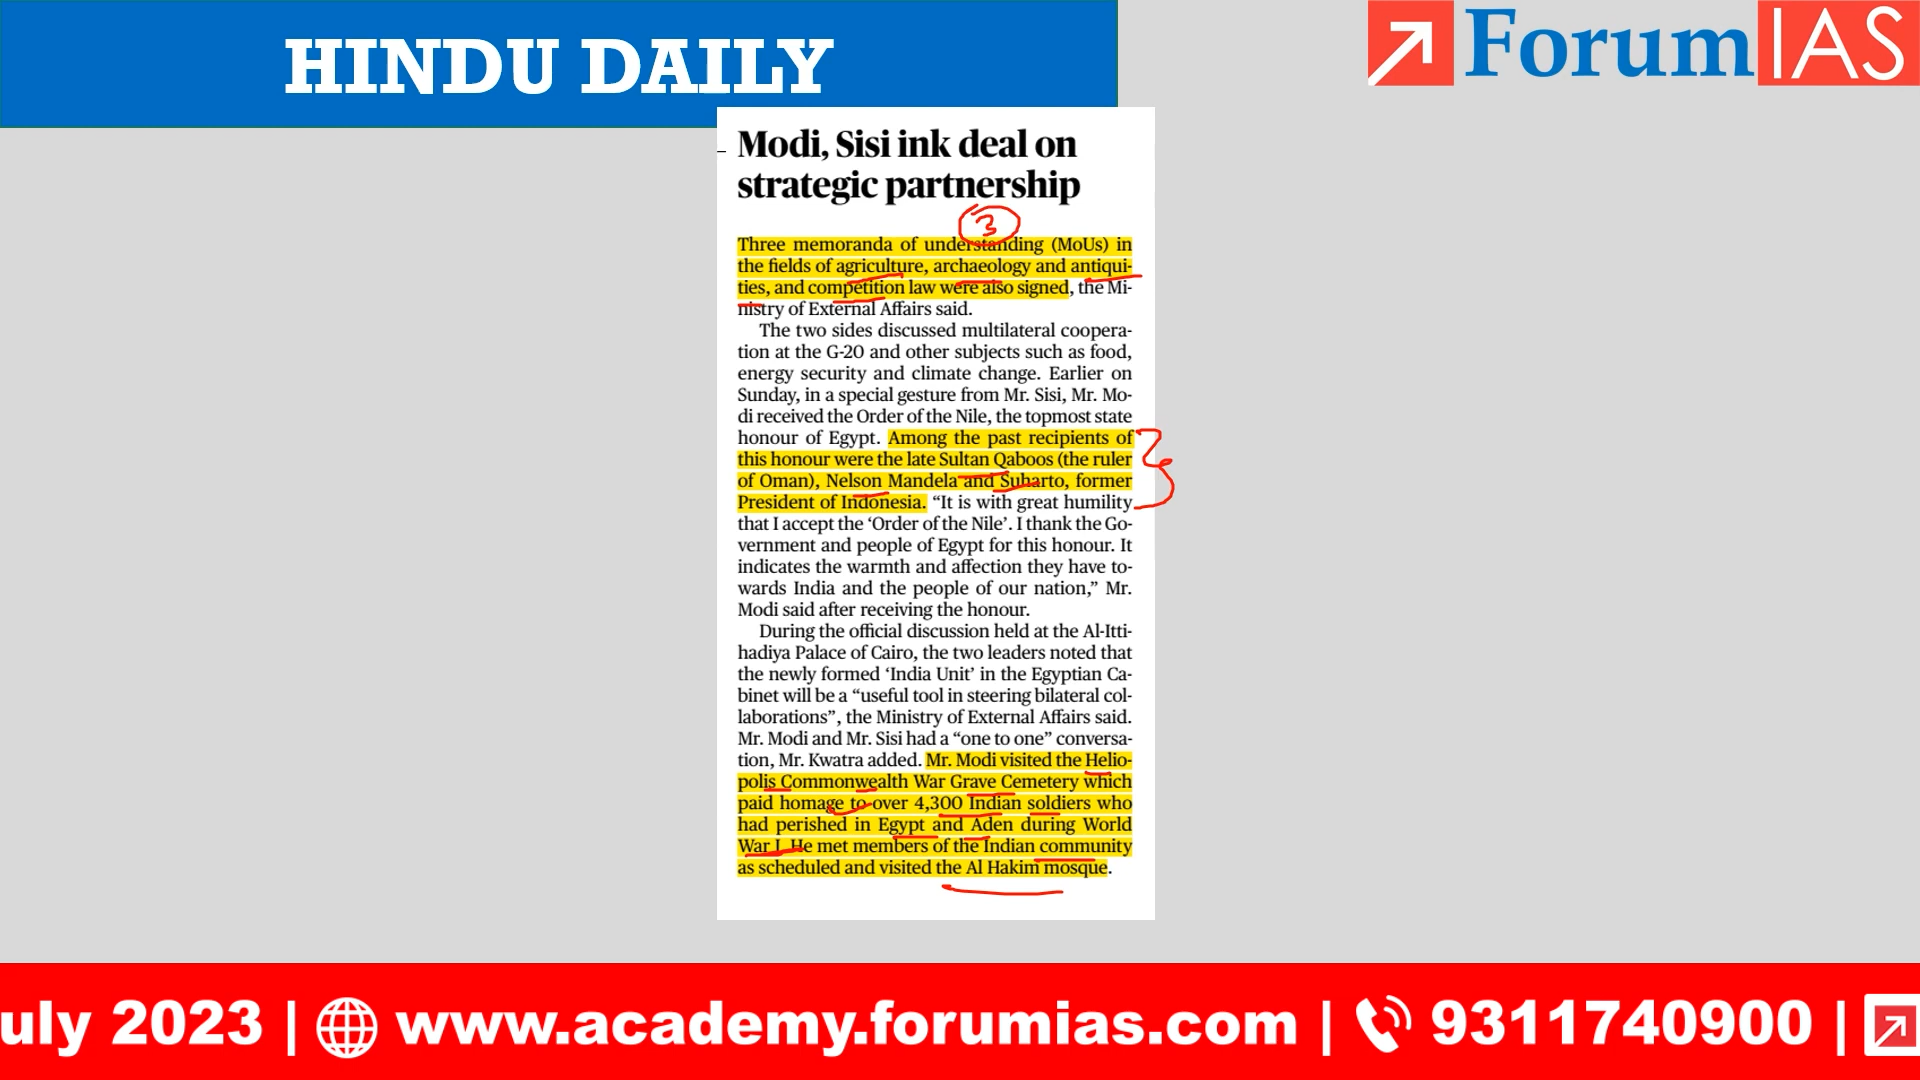 HINDU DAILY
Forum IAS
Modi, Sisi ink deal on
strategic partnership
3
Three memoranda of understanding (MoUs) in
the fields of agriculture, archaeology and antiqui-
ties, and competition law were also signed, the Mi-
nistry of External Affairs said.
The two sides discussed multilateral coopera-
tion at the G-20 and other subjects such as food,
energy security and climate change. Earlier on
Sunday, in a special gesture from Mr. Sisi, Mr. Mo-
di received the Order of the Nile, the topmost state
honour of Egypt. Among the past recipients of
this honour were the late Sultan Qaboos (the ruler
of Oman), Nelson Mandela and Suharto, former
President of Indonesia. “It is with great humility
that I accept the ‘Order of the Nile’. I thank the Go-
vernment and people of Egypt for this honour. It
indicates the warmth and affection they have to-
wards India and the people of our nation,” Mr.
Modi said after receiving the honour.
During the official discussion held at the Al-Itti-
hadiya Palace of Cairo, the two leaders noted that
the newly formed ‘India Unit’ in the Egyptian Ca-
binet will be a “useful tool in steering bilateral col-
laborations”, the Ministry of External Affairs said.
Mr. Modi and Mr. Sisi had a “one to one” conversa-
tion, Mr. Kwatra added. Mr. Modi visited the Helio-
polis Commonwealth War Grave Cemetery which
paid homage to over 4,300 Indian soldiers who
had perished in Egypt and Aden during World
War I. He met members of the Indian community
as scheduled and visited the Al Hakim mosque.
uly 2023 | www.academy.forumias.com | 9311740900 |